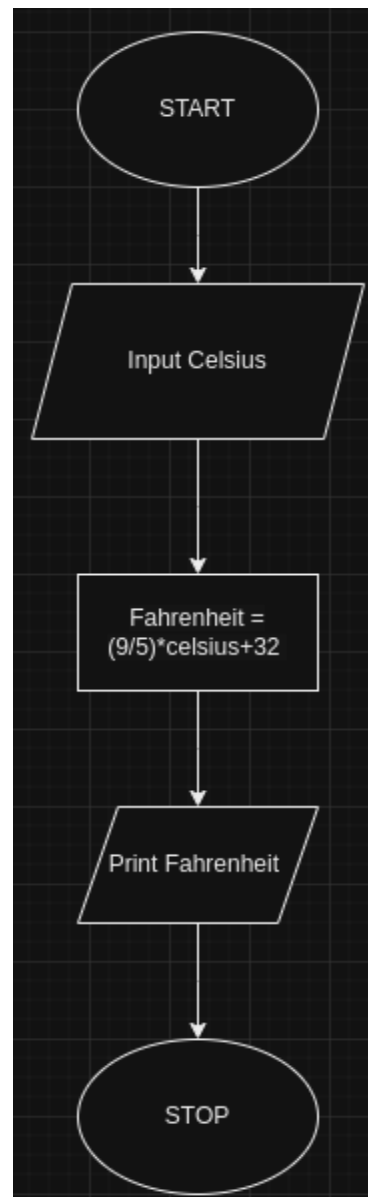 START
Input Celsius
Fahrenheit =
(9/5)*celsius+32
Print Fahrenheit
STOP